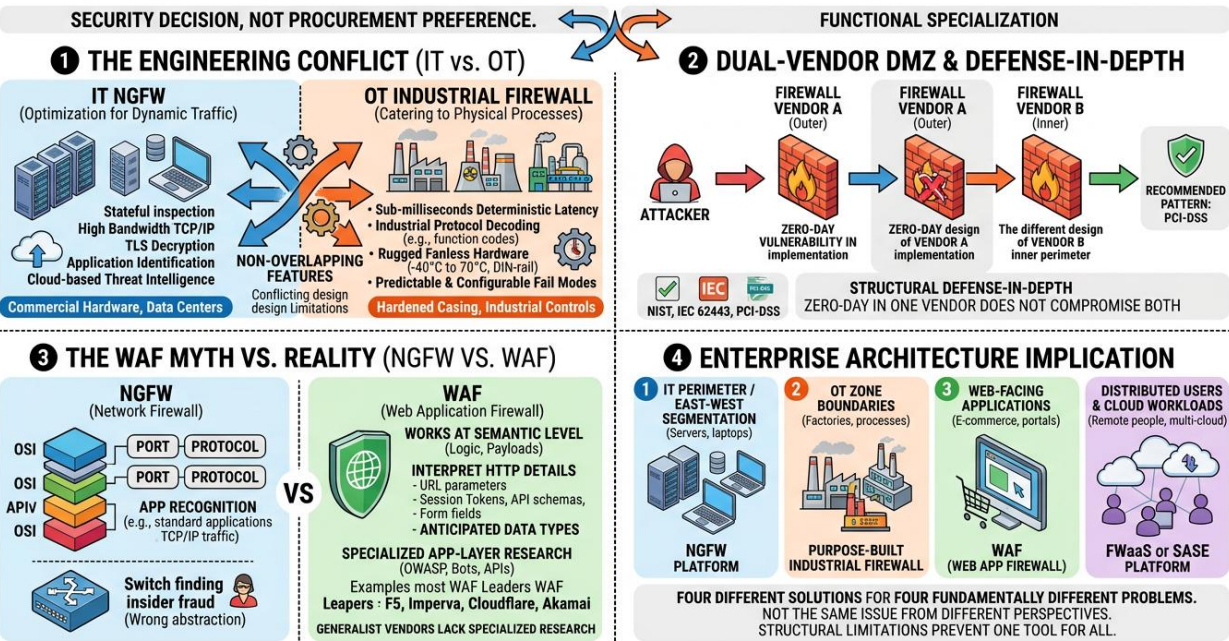 SECURITY DECISION, NOT PROCUREMENT PREFERENCE.
FUNCTIONAL SPECIALIZATION
1 THE ENGINEERING CONFLICT (IT vs. OT)
IT NGFW
(Optimization for Dynamic Traffic)
Stateful inspection
High Bandwidth TCP/IP
TLS Decryption
Application Identification
Cloud-based Threat Intelligence
Commercial Hardware, Data Centers
NON-OVERLAPPING
FEATURES
Conflicting design
design Limitations
OT INDUSTRIAL FIREWALL
(Catering to Physical Processes)
• Sub-milliseconds Deterministic Latency
• Industrial Protocol Decoding
(e.g., function codes)
• Rugged Fanless Hardware
(-40°C to 70°C, DIN-rail)
• Predictable & Configurable Fail Modes
Hardened Casing, Industrial Controls
2 DUAL-VENDOR DMZ & DEFENSE-IN-DEPTH
ATTACKER
FIREWALL
VENDOR A
(Outer)
ZERO-DAY
VULNERABILITY IN
implementation
FIREWALL
VENDOR A
(Outer)
ZERO-DAY design
of VENDOR A
implementation
FIREWALL
VENDOR B
(Inner)
The different design
of VENDOR B
inner perimeter
RECOMMENDED
PATTERN:
PCI-DSS
IEC
NIST, IEC 62443, PCI-DSS
STRUCTURAL DEFENSE-IN-DEPTH
ZERO-DAY IN ONE VENDOR DOES NOT COMPROMISE BOTH
3 THE WAF MYTH VS. REALITY (NGFW VS. WAF)
NGFW
(Network Firewall)
OSI
PORT
PROTOCOL
OSI
PORT
PROTOCOL
APIv
OSI
APP RECOGNITION
(e.g., standard applications
TCP/IP traffic)
Switch finding
insider fraud
(Wrong abstraction)
VS
WAF
(Web Application Firewall)
WORKS AT SEMANTIC LEVEL
(Logic, Payloads)
INTERPRET HTTP DETAILS
- URL parameters
- Session Tokens, API schemas,
- Form fields
- ANTICIPATED DATA TYPES
SPECIALIZED APP-LAYER RESEARCH
(OWASP, Bots, APIs)
Examples most WAF Leaders WAF
Leapers : F5, Imperva, Cloudflare, Akamai
GENERALIST VENDORS LACK SPECIALIZED RESEARCH
4 ENTERPRISE ARCHITECTURE IMPLICATION
1 IT PERIMETER /
EAST-WEST
SEGMENTATION
(Servers, laptops)
NGFW
PLATFORM
2 OT ZONE
BOUNDARIES
(Factories, processes)
PURPOSE-BUILT
INDUSTRIAL FIREWALL
3 WEB-FACING
APPLICATIONS
(E-commerce, portals)
WAF
(WEB APP FIREWALL)
DISTRIBUTED USERS
& CLOUD WORKLOADS
(Remote people, multi-cloud)
FWaaS or SASE
PLATFORM
FOUR DIFFERENT SOLUTIONS FOR FOUR FUNDAMENTALLY DIFFERENT PROBLEMS.
NOT THE SAME ISSUE FROM DIFFERENT PERSPECTIVES.
STRUCTURAL LIMITATIONS PREVENT ONE TOOL FOR ALL.